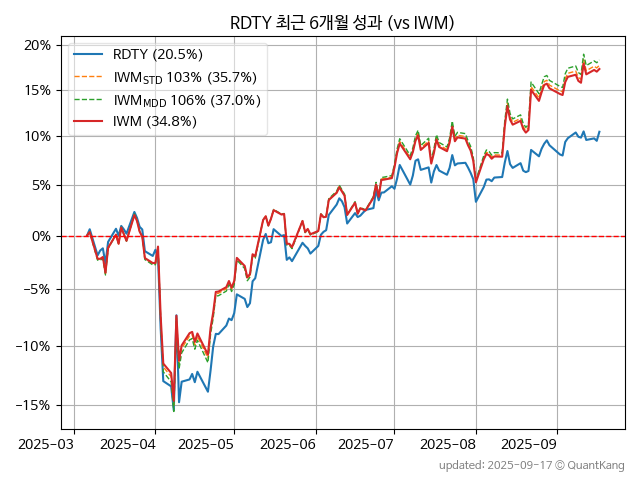 RDTY 최근 6개월 성과 (vs IWM)
RDTY (20.5%)
IWM_STD 103% (35.7%)
IWM_MDD 106% (37.0%)
IWM (34.8%)
20%
15%
10%
5%
0%
−5%
−10%
−15%
2025-03
2025-04
2025-05
2025-06
2025-07
2025-08
2025-09
updated: 2025-09-17 © QuantKang